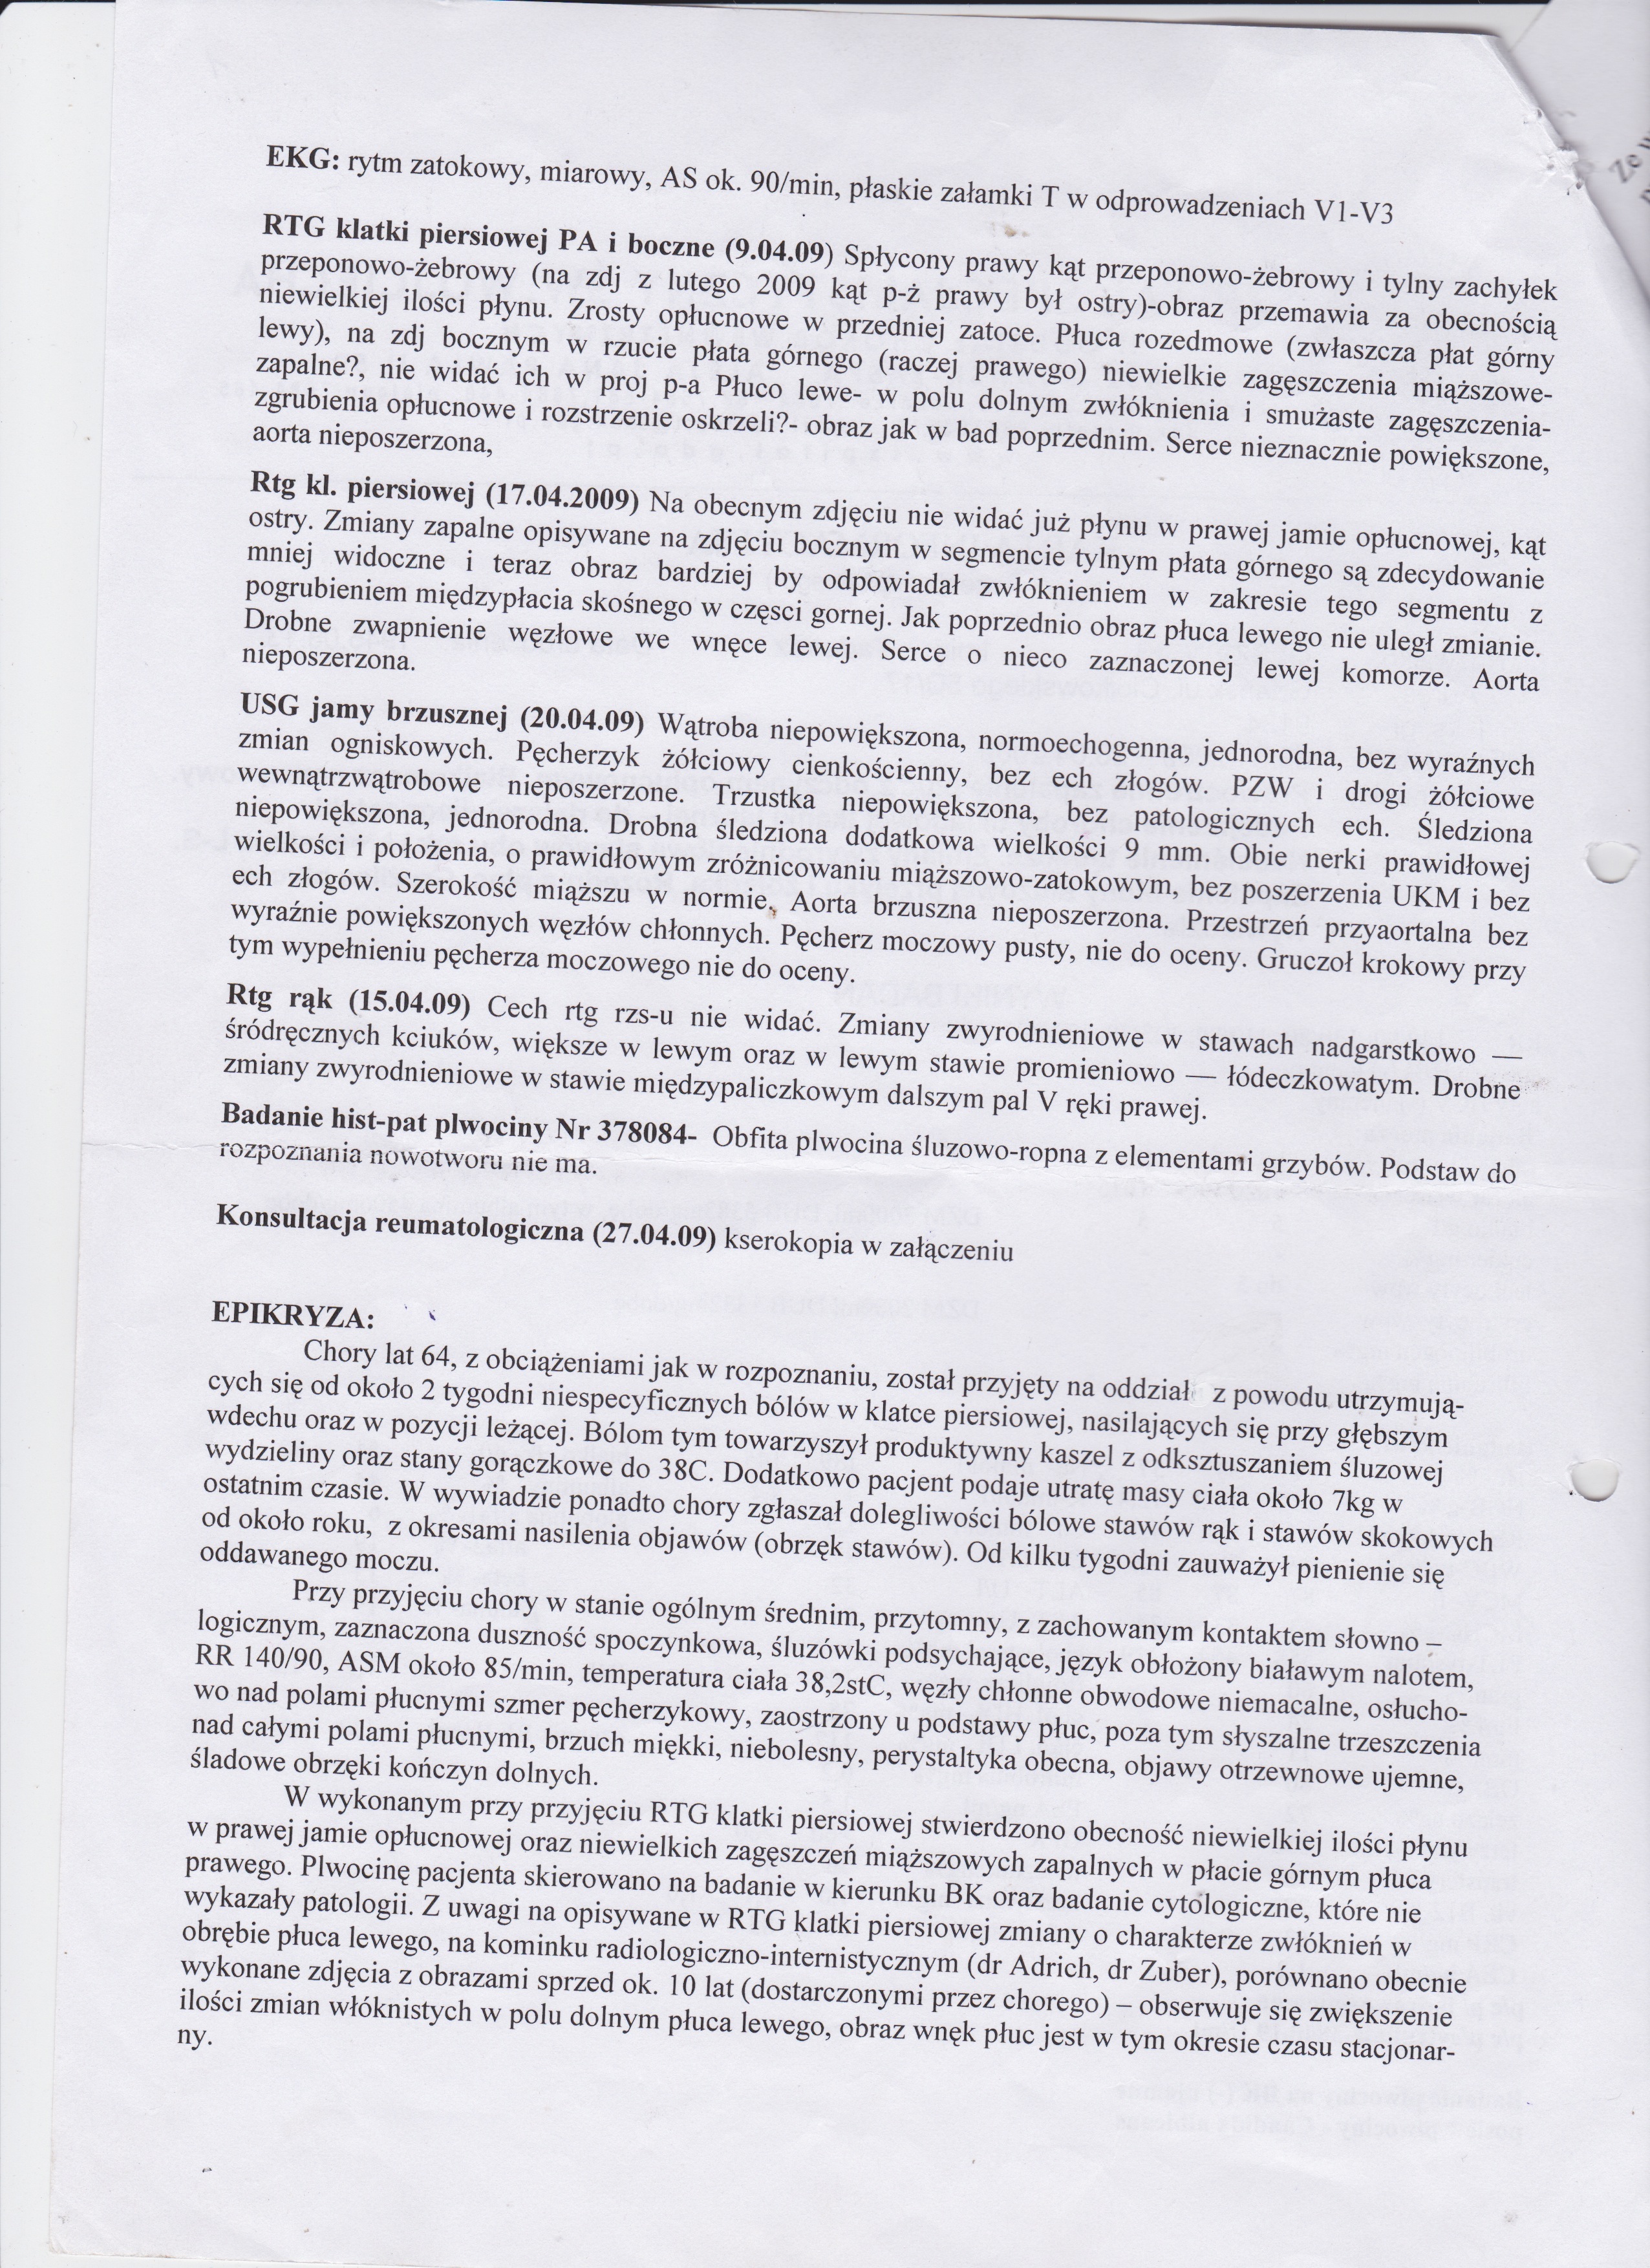 EKG: rytm zatokowy, miarowy, AS ok. 90/min, płaskie załamki T w odprowadzeniach V1-V3
RTG klatki piersiowej PA i boczne (9.04.09) Spłycony prawy kąt przeponowo-żebrowy i tylny zachyłek
przeponowo-żebrowy (na zdj z lutego 2009 kąt p-ż prawy był ostry)-obraz przemawia za obecnością
niewielkiej ilości płynu. Zrosty opłucnowe w przedniej zatoce. Płuca rozedmowe (zwłaszcza płat górny
lewy), na zdj bocznym w rzucie płata górnego (raczej prawego) niewielkie zagęszczenia miąższowe-
zapalne?, nie widać ich w proj p-a Płuco lewe- w polu dolnym zwłóknienia i smużaste zagęszczenia-
zgrubienia opłucnowe i rozstrzenie oskrzeli?- obraz jak w bad poprzednim. Serce nieznacznie powiększone,
aorta nieposzerzona,
Rtg kl. piersiowej (17.04.2009) Na obecnym zdjęciu nie widać już płynu w prawej jamie opłucnowej, kąt
ostry. Zmiany zapalne opisywane na zdjęciu bocznym w segmencie tylnym płata górnego są zdecydowanie
mniej widoczne i teraz obraz bardziej by odpowiadał zwłóknieniem w zakresie tego segmentu z
pogrubieniem międzypłacia skośnego w częsci gornej. Jak poprzednio obraz płuca lewego nie uległ zmianie.
Drobne zwapnienie węzłowe we wnęce lewej. Serce o nieco zaznaczonej lewej komorze. Aorta
nieposzerzona.
USG jamy brzusznej (20.04.09) Wątroba niepowiększona, normoechogenna, jednorodna, bez wyraźnych
zmian ogniskowych. Pęcherzyk żółciowy cienkościenny, bez ech złogów. PZW i drogi żółciowe
wewnątrzwątrobowe nieposzerzone. Trzustka niepowiększona, bez patologicznych ech. Śledziona
niepowiększona, jednorodna. Drobna śledziona dodatkowa wielkości 9 mm. Obie nerki prawidłowej
wielkości i położenia, o prawidłowym zróżnicowaniu miąższowo-zatokowym, bez poszerzenia UKM i bez
ech złogów. Szerokość miąższu w normie. Aorta brzuszna nieposzerzona. Przestrzeń przyaortalna bez
wyraźnie powiększonych węzłów chłonnych. Pęcherz moczowy pusty, nie do oceny. Gruczoł krokowy przy
tym wypełnieniu pęcherza moczowego nie do oceny.
Rtg rąk (15.04.09) Cech rtg rzs-u nie widać. Zmiany zwyrodnieniowe w stawach nadgarstkowo —
śródręcznych kciuków, większe w lewym oraz w lewym stawie promieniowo — łódeczkowatym. Drobne
zmiany zwyrodnieniowe w stawie międzypaliczkowym dalszym pal V ręki prawej.
Badanie hist-pat plwociny Nr 378084- Obfita plwocina śluzowo-ropna z elementami grzybów. Podstaw do
rozpoznania nowotworu nie ma.
Konsultacja reumatologiczna (27.04.09) kserokopia w załączeniu
EPIKRYZA:
Chory lat 64, z obciążeniami jak w rozpoznaniu, został przyjęty na oddział z powodu utrzymują-
cych się od około 2 tygodni niespecyficznych bólów w klatce piersiowej, nasilających się przy głębszym
wdechu oraz w pozycji leżącej. Bólom tym towarzyszył produktywny kaszel z odksztuszaniem śluzowej
wydzieliny oraz stany gorączkowe do 38C. Dodatkowo pacjent podaje utratę masy ciała około 7kg w
ostatnim czasie. W wywiadzie ponadto chory zgłaszał dolegliwości bólowe stawów rąk i stawów skokowych
od około roku, z okresami nasilenia objawów (obrzęk stawów). Od kilku tygodni zauważył pienienie się
oddawanego moczu.
Przy przyjęciu chory w stanie ogólnym średnim, przytomny, z zachowanym kontaktem słowno –
logicznym, zaznaczona duszność spoczynkowa, śluzówki podsychające, język obłożony białawym nalotem,
RR 140/90, ASM około 85/min, temperatura ciała 38,2stC, węzły chłonne obwodowe niemacalne, osłucho-
wo nad polami płucnymi szmer pęcherzykowy, zaostrzony u podstawy płuc, poza tym słyszalne trzeszczenia
nad całymi polami płucnymi, brzuch miękki, niebolesny, perystaltyka obecna, objawy otrzewnowe ujemne,
śladowe obrzęki kończyn dolnych.
W wykonanym przy przyjęciu RTG klatki piersiowej stwierdzono obecność niewielkiej ilości płynu
w prawej jamie opłucnowej oraz niewielkich zagęszczeń miąższowych zapalnych w płacie górnym płuca
prawego. Plwocinę pacjenta skierowano na badanie w kierunku BK oraz badanie cytologiczne, które nie
wykazały patologii. Z uwagi na opisywane w RTG klatki piersiowej zmiany o charakterze zwłóknień w
obrębie płuca lewego, na kominku radiologiczno-internistycznym (dr Adrich, dr Zuber), porównano obecnie
wykonane zdjęcia z obrazami sprzed ok. 10 lat (dostarczonymi przez chorego) – obserwuje się zwiększenie
ilości zmian włóknistych w polu dolnym płuca lewego, obraz wnęk płuc jest w tym okresie czasu stacjonar-
ny.